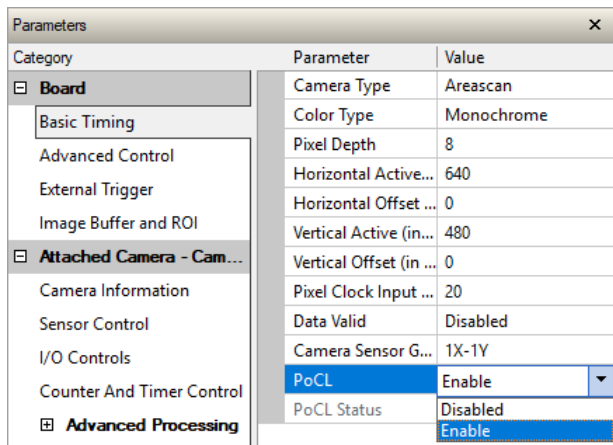 Parameters
Category Parameter Value
Board
Basic Timing
Advanced Control
External Trigger
Image Buffer and ROI
Attached Camera - Cam...
Camera Information
Sensor Control
I/O Controls
Counter And Timer Control
Advanced Processing
Camera Type Areascan
Color Type Monochrome
Pixel Depth 8
Horizontal Active... 640
Horizontal Offset ... 0
Vertical Active (in... 480
Vertical Offset (in ... 0
Pixel Clock Input ... 20
Data Valid Disabled
Camera Sensor G... 1X-1Y
PoCL Enable
PoCL Status
Disabled
Enable